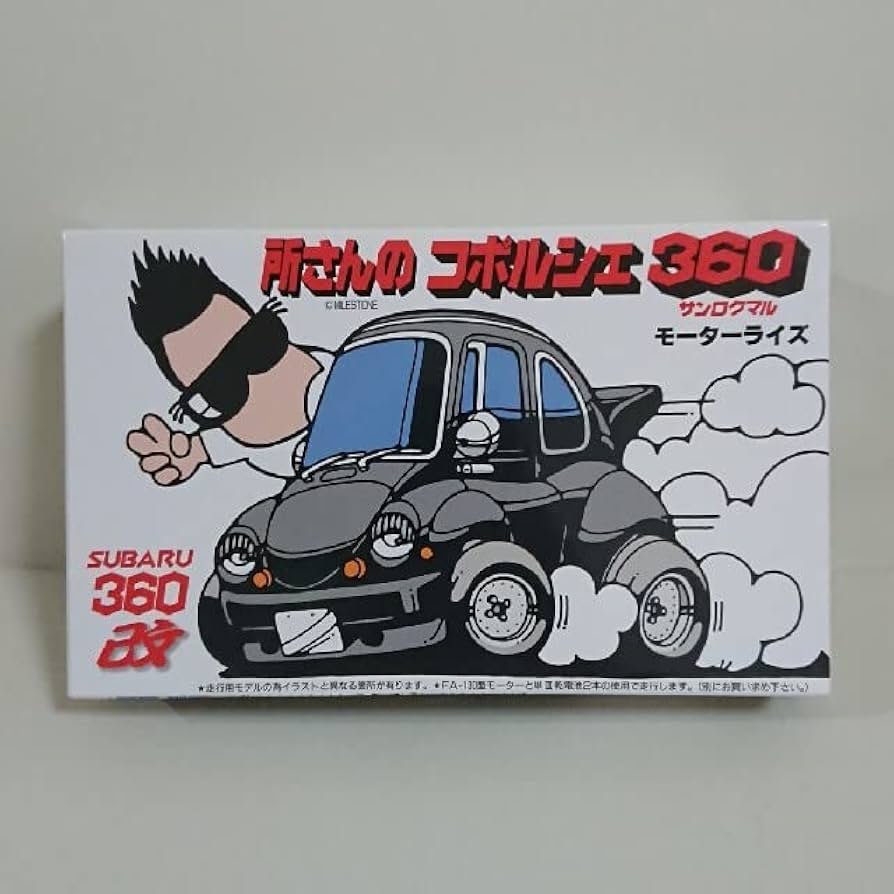 所さんの コポルシェ 360
©MILESTONE
サンロクマル
モーターライズ
SUBARU
360
改
★走行用モデルの為イラストと異なる箇所が有ります。★FA-130型モーターと単3乾電池2本の使用で走行します。(別にお買い求め下さい。)